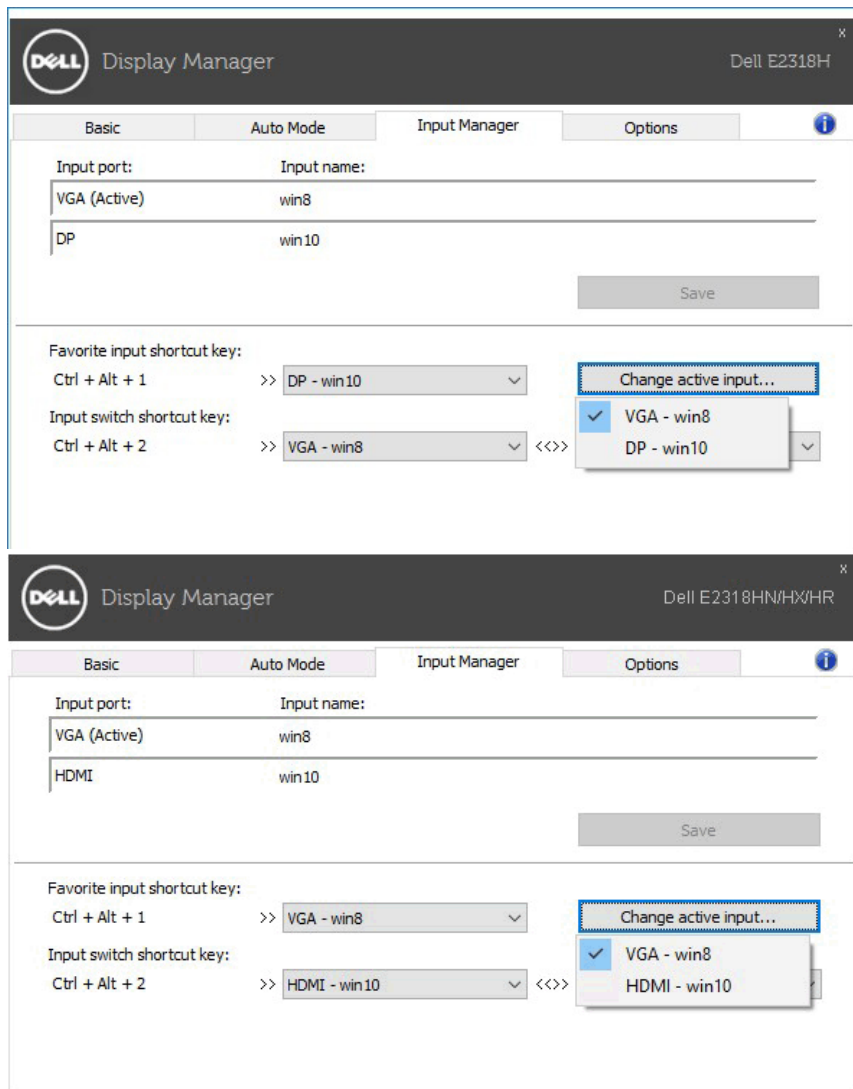 x
DELL Display Manager Dell E2318H
Basic Auto Mode Input Manager Options i
Input port: Input name:
VGA (Active) win8
DP win10
Save
Favorite input shortcut key:
Ctrl + Alt + 1 >> DP - win10 Change active input...
Input switch shortcut key: VGA - win8
Ctrl + Alt + 2 >> VGA - win8 <<>> DP - win10
x
DELL Display Manager Dell E2318HN/HX/HR
Basic Auto Mode Input Manager Options i
Input port: Input name:
VGA (Active) win8
HDMI win10
Save
Favorite input shortcut key:
Ctrl + Alt + 1 >> VGA - win8 Change active input...
Input switch shortcut key: VGA - win8
Ctrl + Alt + 2 >> HDMI - win10 <<>> HDMI - win10